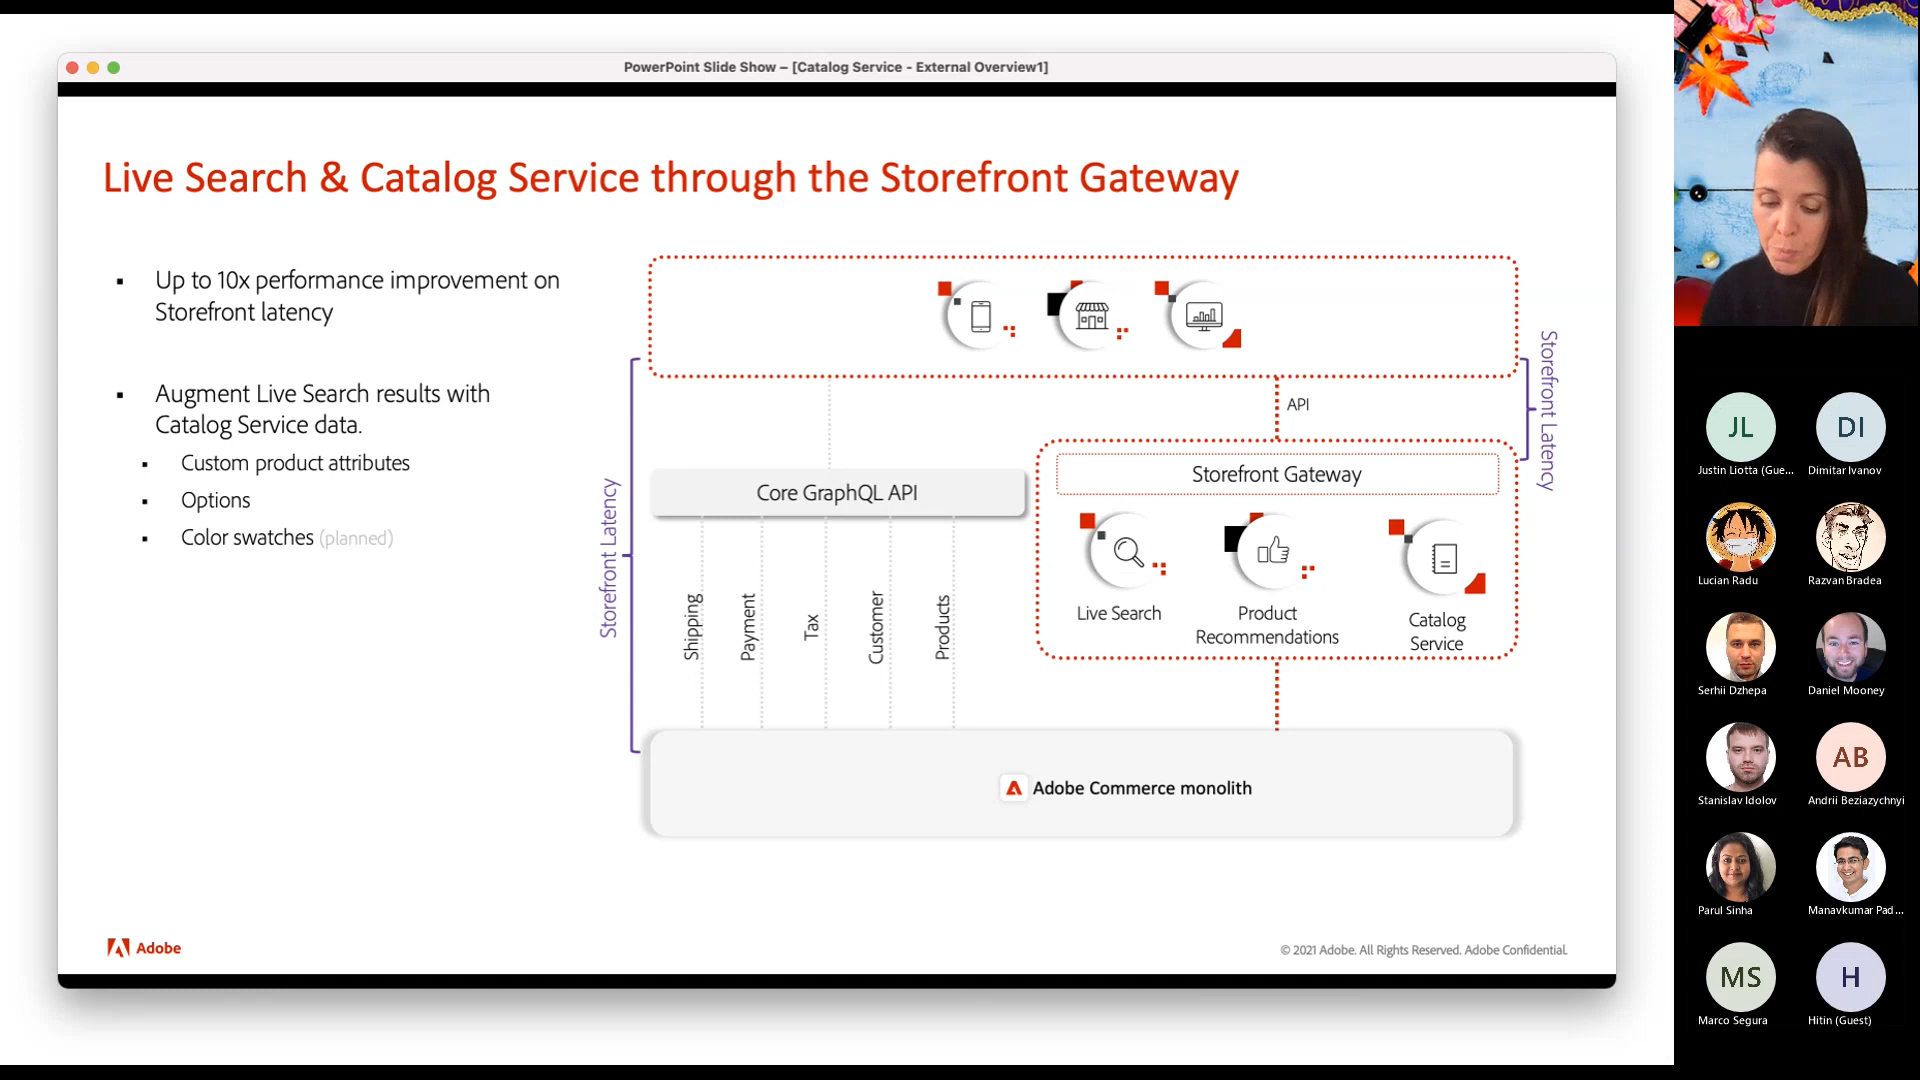 PowerPoint Slide Show – [Catalog Service - External Overview1]
Live Search & Catalog Service through the Storefront Gateway
▪ Up to 10x performance improvement on
Storefront latency
▪ Augment Live Search results with
Catalog Service data.
▪ Custom product attributes
▪ Options
▪ Color swatches (planned)
Storefront Latency
API
Storefront Latency
Core GraphQL API
Shipping
Payment
Tax
Customer
Products
Storefront Gateway
Live Search
Product
Recommendations
Catalog
Service
Adobe Commerce monolith
Adobe
© 2021 Adobe. All Rights Reserved. Adobe Confidential.
JL
Justin Liotta (Gue...
DI
Dimitar Ivanov
Lucian Radu
Razvan Bradea
Serhii Dzhepa
Daniel Mooney
Stanislav Idolov
AB
Andrii Beziazychnyi
Parul Sinha
Manavkumar Pad...
MS
Marco Segura
H
Hitin (Guest)